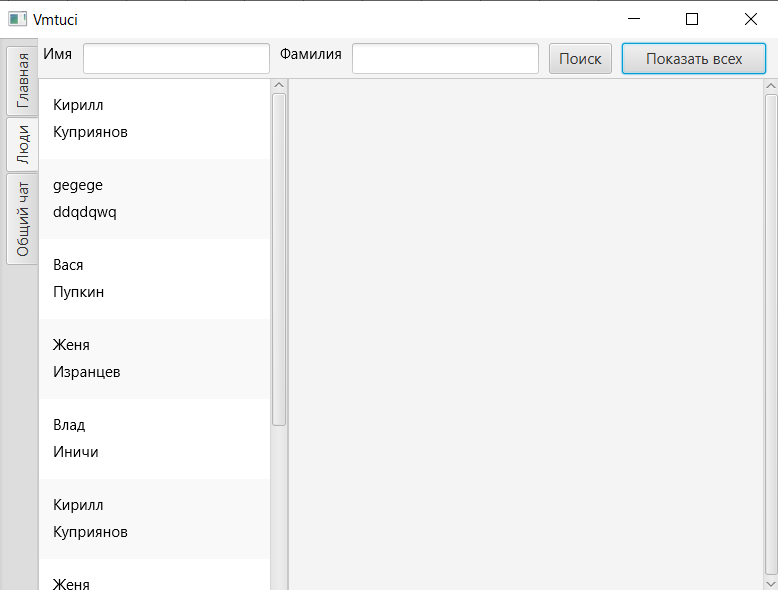 Vmtuci
Имя Фамилия Поиск Показать всех
Главная
Люди
Общий чат
Кирилл
Куприянов
gegege
ddqdqwq
Вася
Пупкин
Женя
Изранцев
Влад
Иничи
Кирилл
Куприянов
Женя